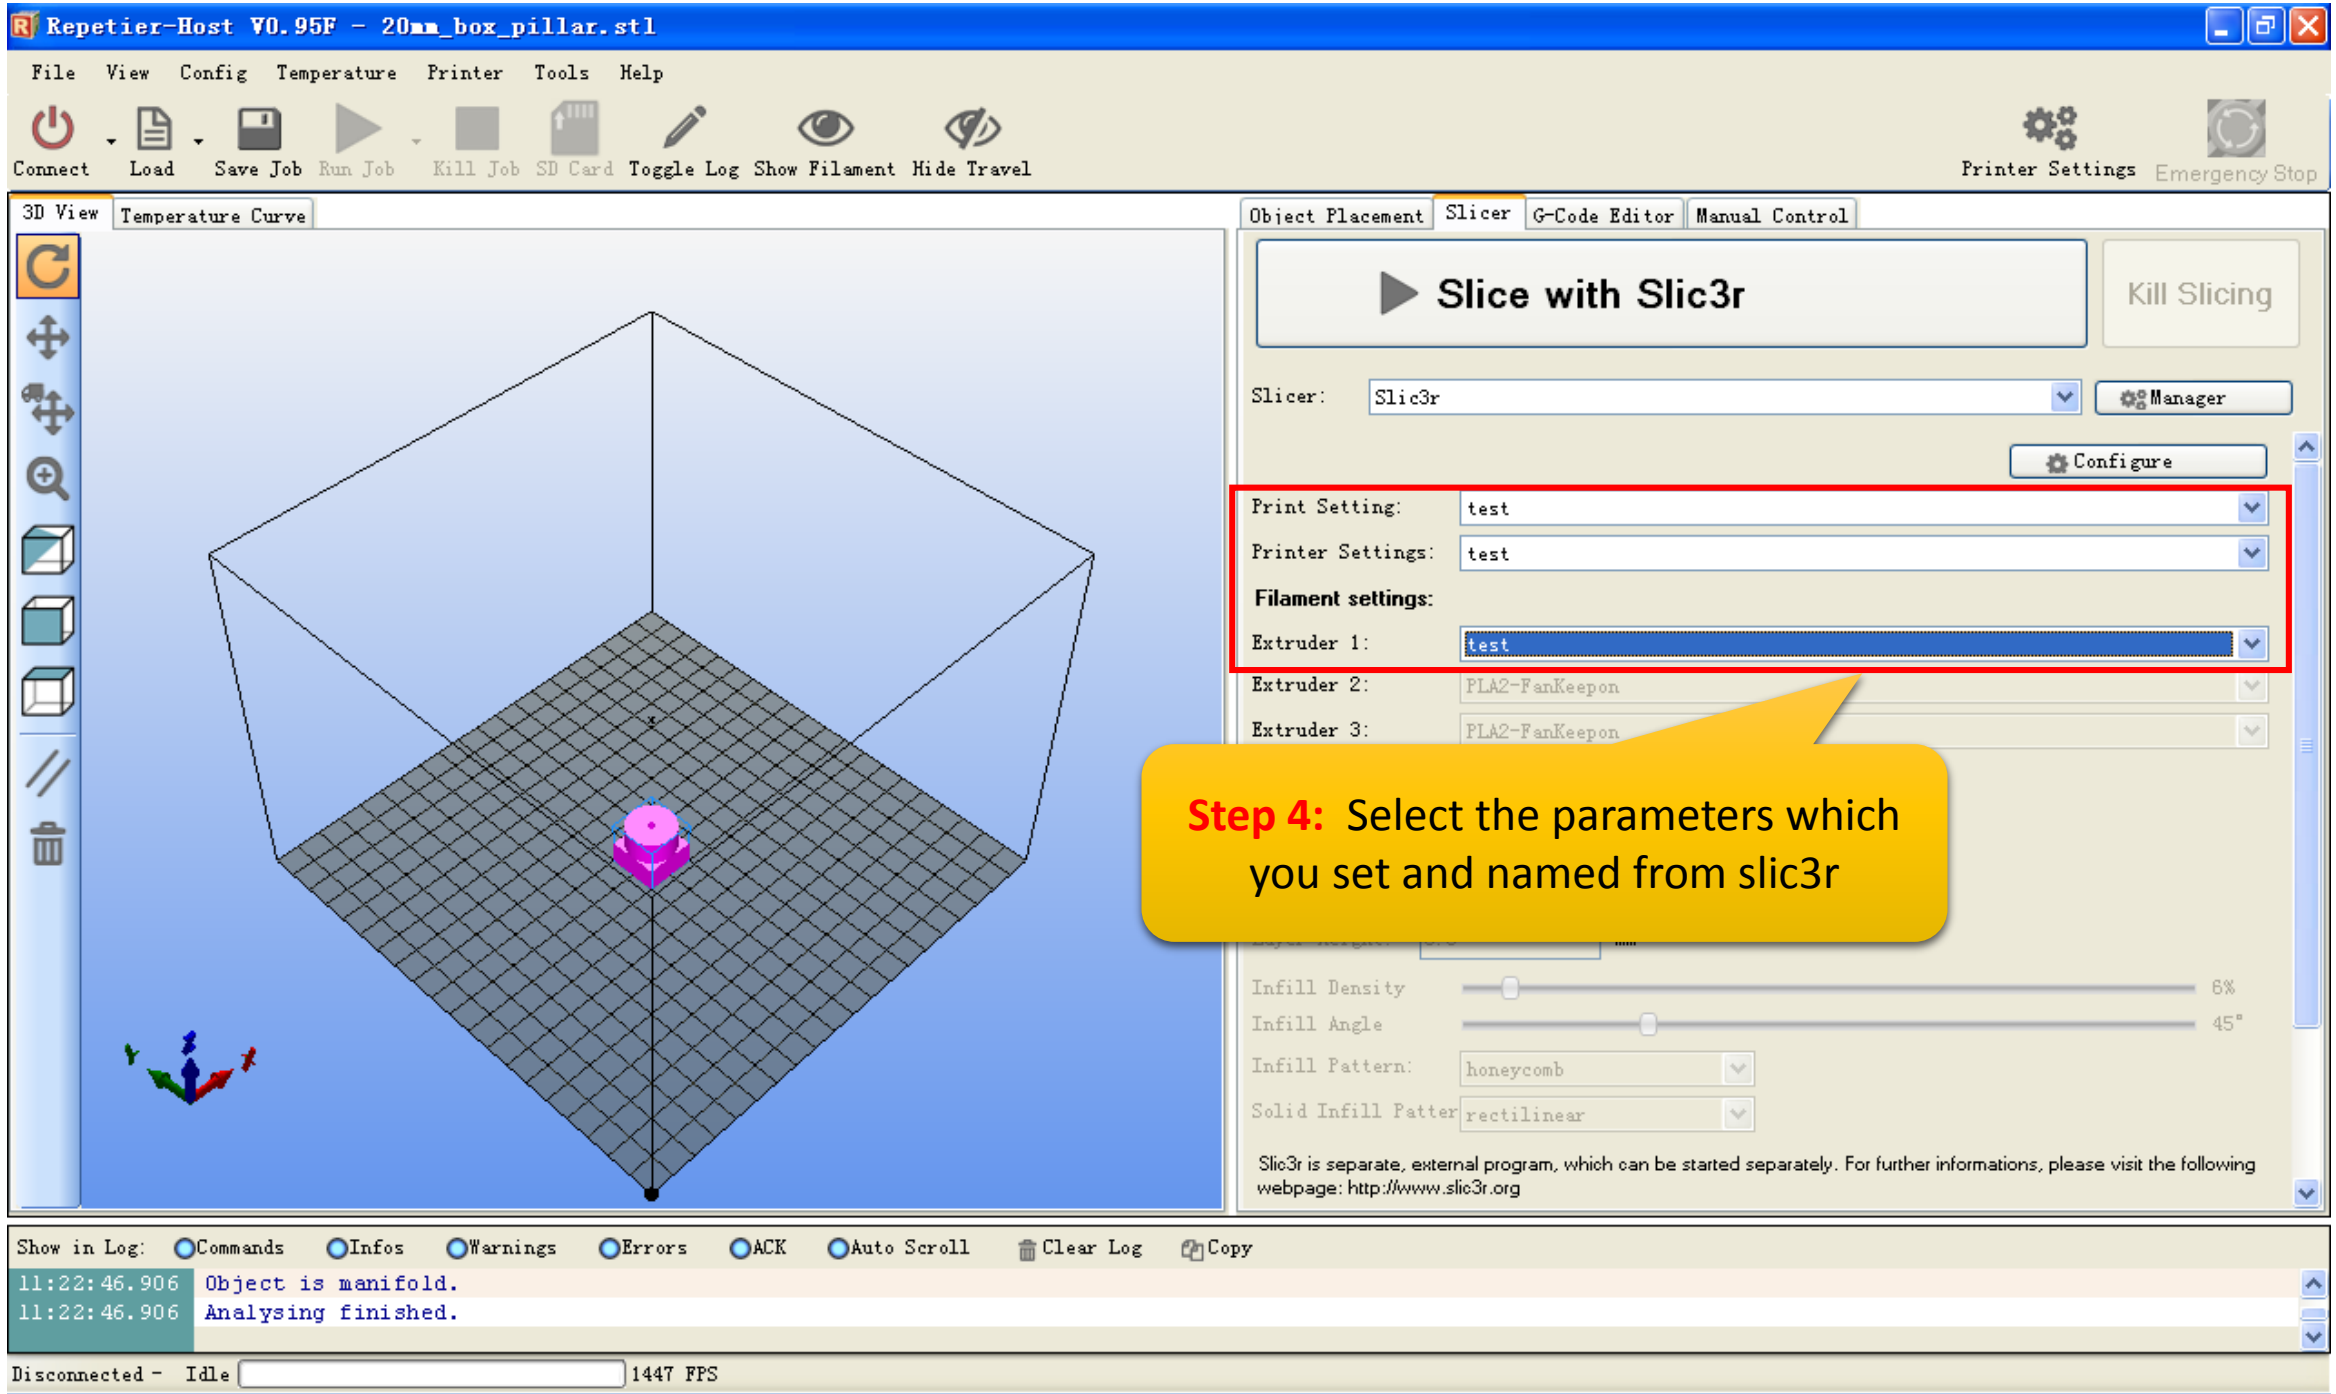 Repetier-Host V0.95F - 20mm_box_pillar.stl
File View Config Temperature Printer Tools Help
Connect Load Save Job Run Job Kill Job SD Card Toggle Log Show Filament Hide Travel Printer Settings Emergency Stop
3D View Temperature Curve
Object Placement Slicer G-Code Editor Manual Control
Slice with Slic3r
Kill Slicing
Slicer: Slic3r Manager
Configure
Print Setting: test
Printer Settings: test
Filament settings:
Extruder 1: test
Extruder 2: PLA2-FanKeepon
Extruder 3: PLA2-FanKeepon
Step 4: Select the parameters which
you set and named from slic3r
Infill Density 6%
Infill Angle 45°
Infill Pattern: honeycomb
Solid Infill Patter rectilinear
Slic3r is separate, external program, which can be started separately. For further informations, please visit the following
webpage: http://www.slic3r.org
Y Z X
Show in Log: Commands Infos Warnings Errors ACK Auto Scroll Clear Log Copy
11:22:46.906 Object is manifold.
11:22:46.906 Analysing finished.
Disconnected - Idle 1447 FPS